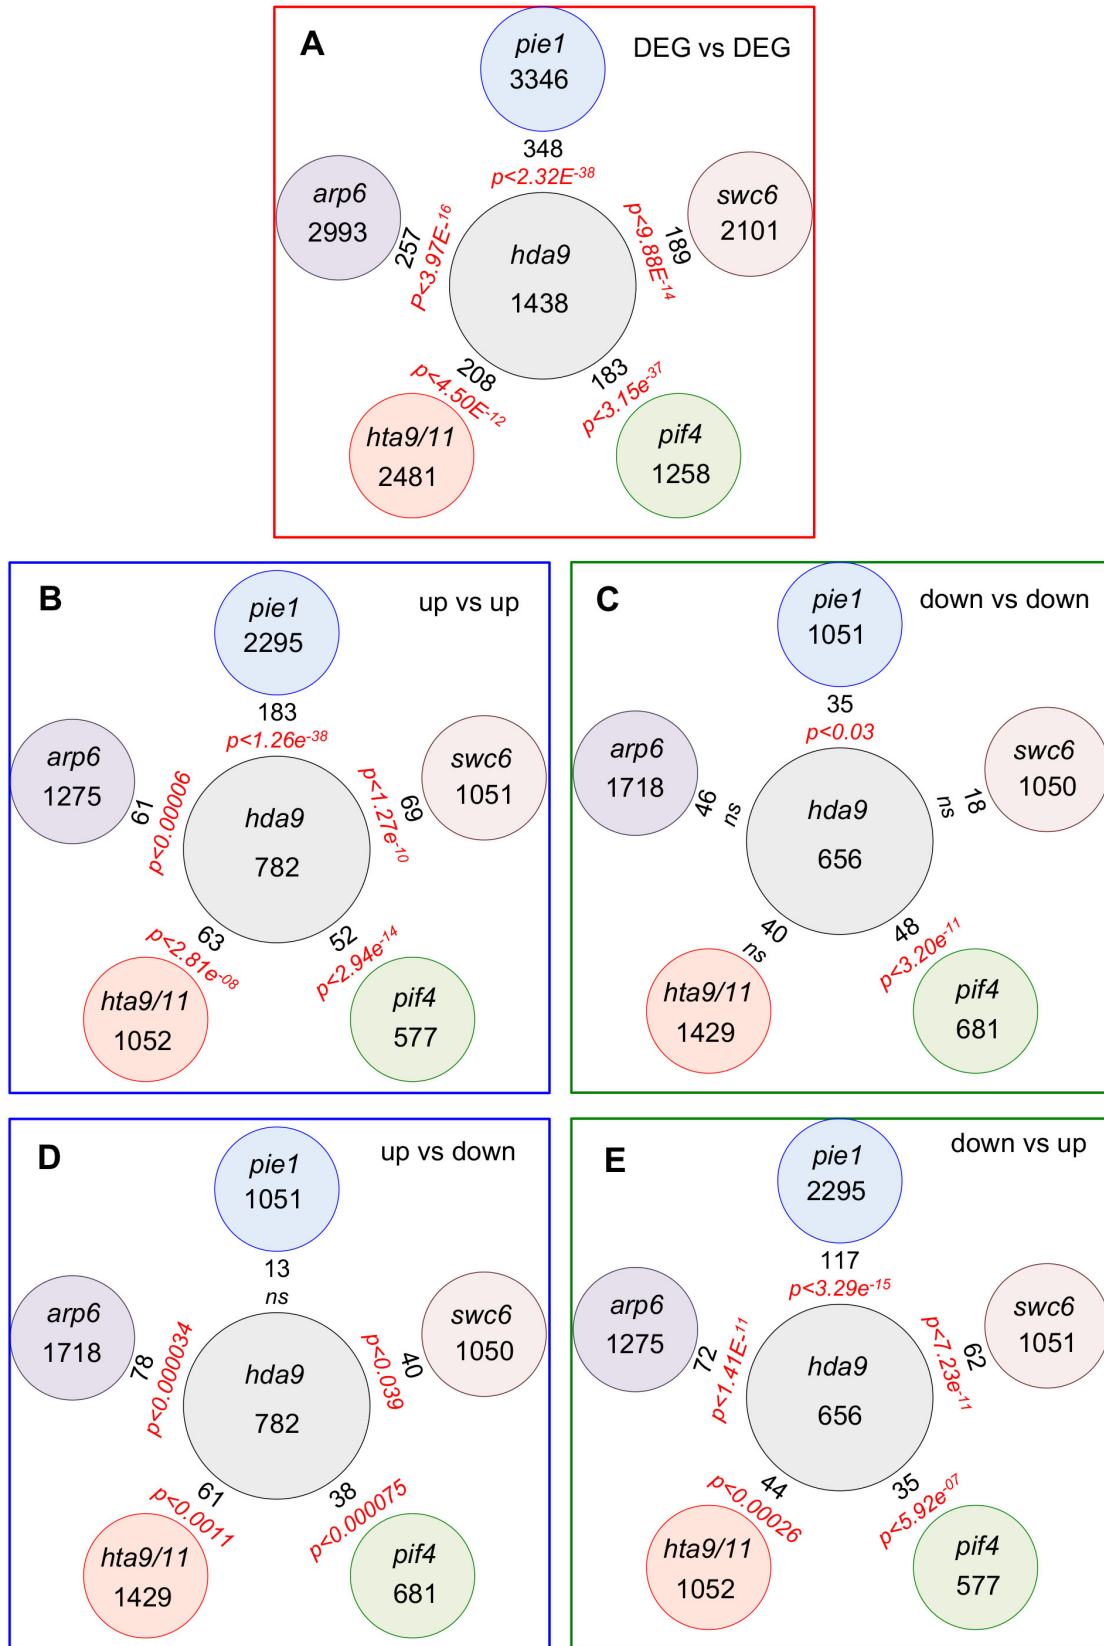 A
DEG vs DEG
pie1
3346
348
p<2.32E-38
arp6
2993
257
P<3.97E-16
swc6
2101
189
p<9.88E-14
hda9
1438
208
p<4.50E-12
183
p<3.15e-37
hta9/11
2481
pif4
1258
B
up vs up
pie1
2295
183
p<1.26e-38
arp6
1275
61
p<0.00006
swc6
1051
69
p<1.27e-10
hda9
782
63
p<2.81e-08
52
p<2.94e-14
hta9/11
1052
pif4
577
C
down vs down
pie1
1051
35
p<0.03
arp6
1718
46
ns
swc6
1050
18
ns
hda9
656
40
ns
48
p<3.20e-11
hta9/11
1429
pif4
681
D
up vs down
pie1
1051
13
ns
arp6
1718
78
p<0.000034
swc6
1050
40
p<0.039
hda9
782
61
p<0.0011
38
p<0.000075
hta9/11
1429
pif4
681
E
down vs up
pie1
2295
117
p<3.29e-15
arp6
1275
72
p<1.41E-11
swc6
1051
62
p<7.23e-11
hda9
656
44
p<0.00026
35
p<5.92e-07
hta9/11
1052
pif4
577